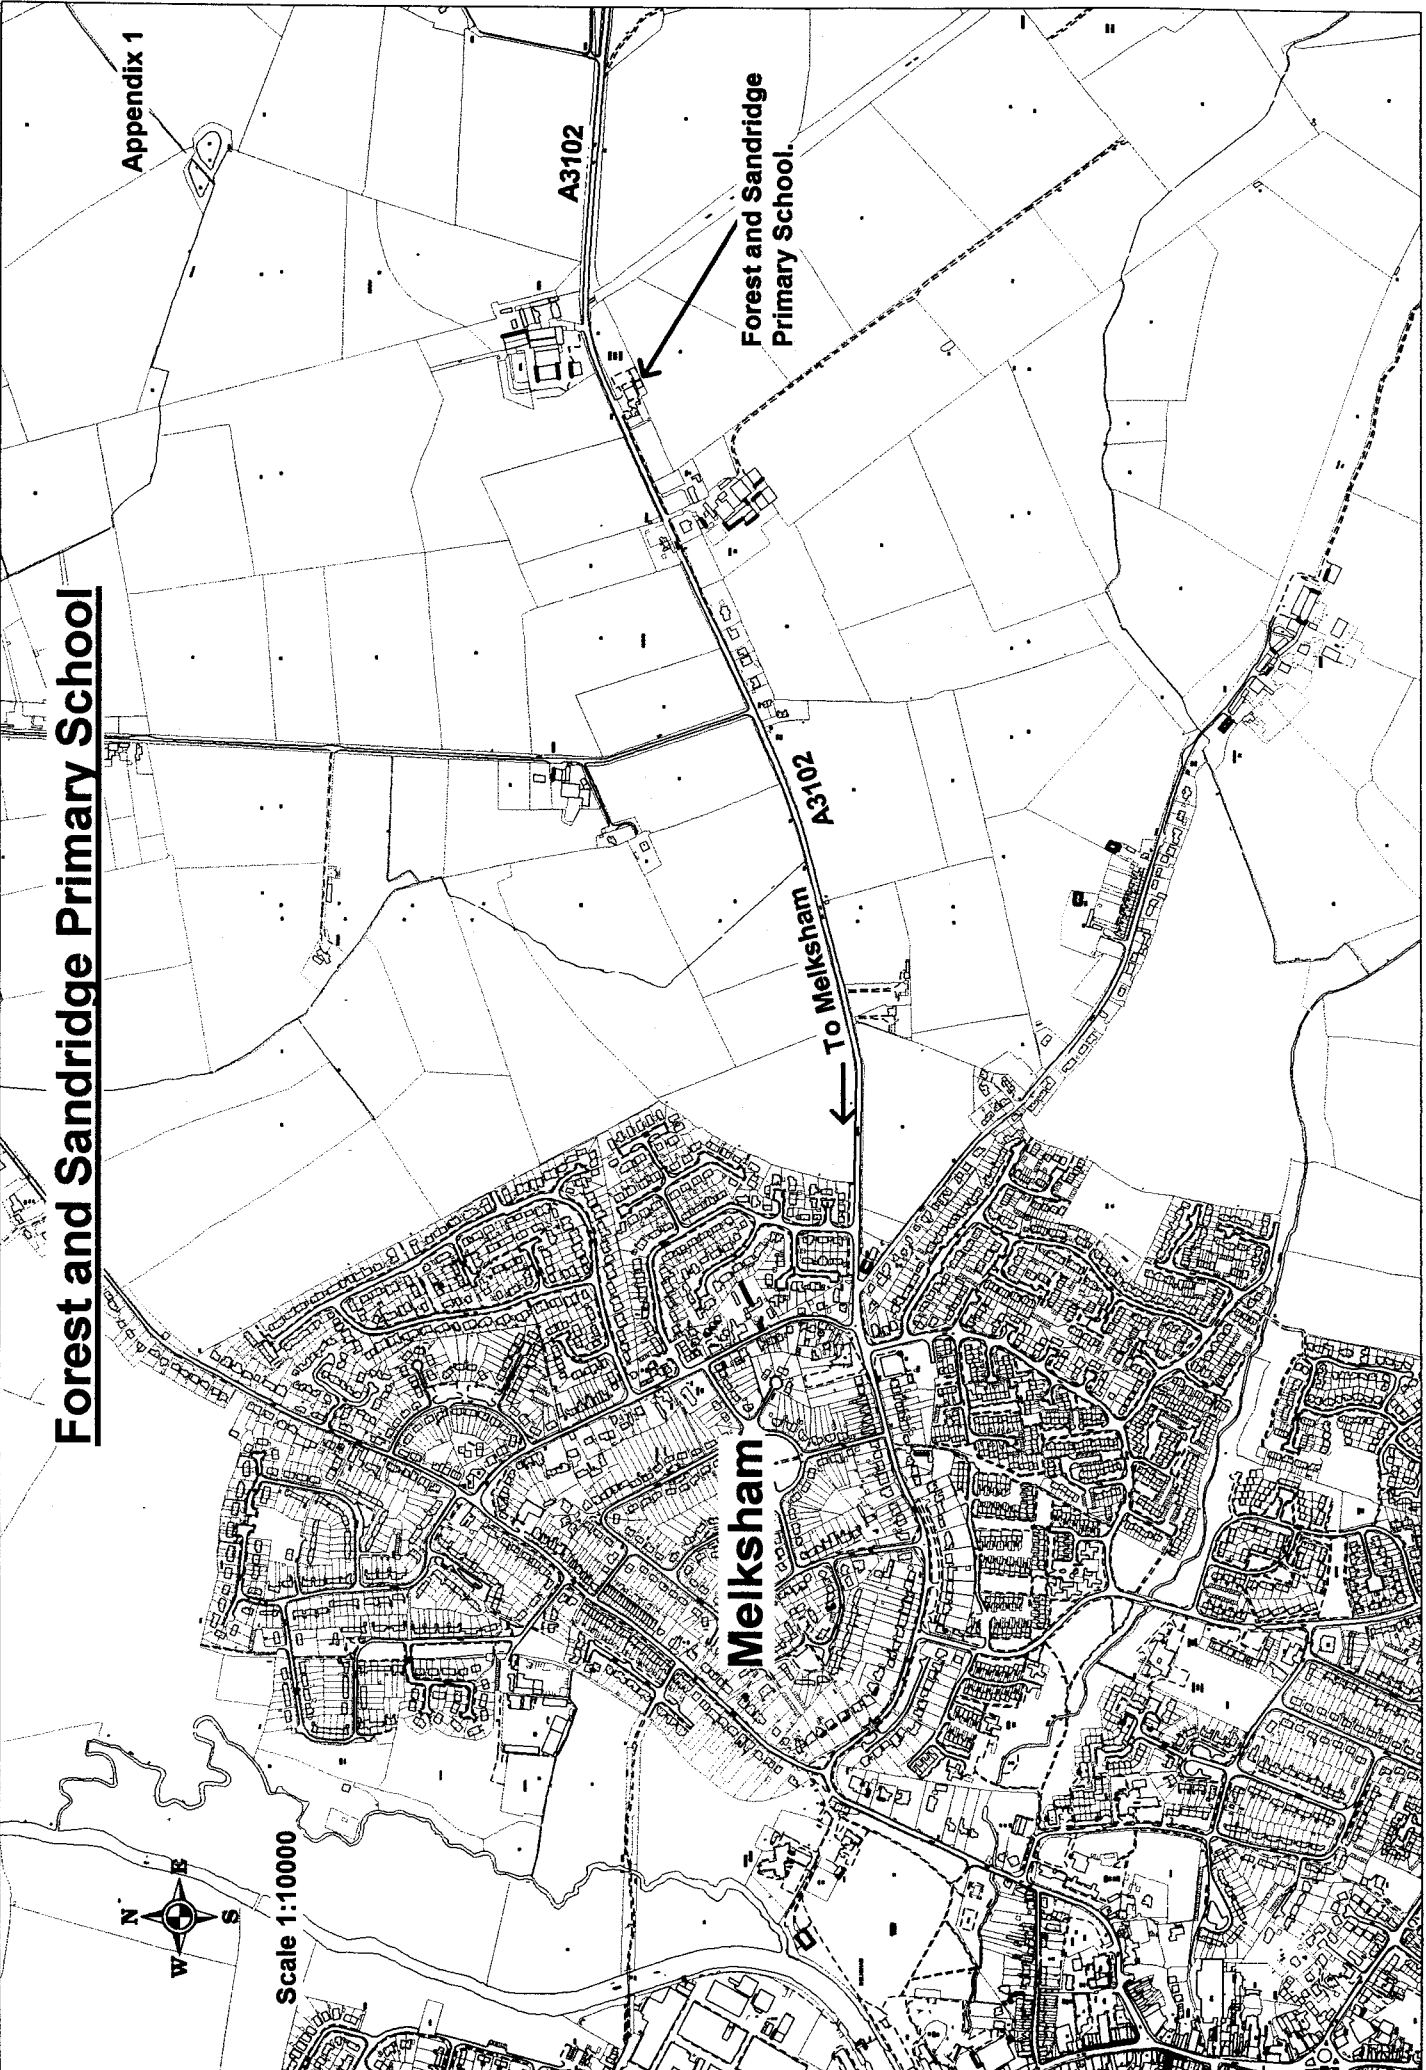 Forest and Sandridge Primary School
Appendix 1
A3102
Forest and Sandridge
Primary School.
A3102
To Melksham
Melksham
N
W
E
S
Scale 1:10000